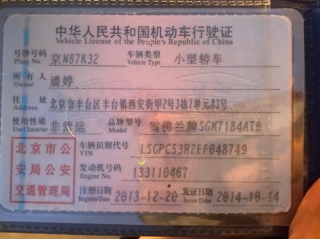 中华人民共和国机动车行驶证
Vehicle License of the People's Republic of China
号牌号码 京N87K32 车辆类型 小型轿车
Plate No. Vehicle Type
所有人 潘婷
Owner
住址 北京市丰台区丰台镇西安街甲2号3栋7单元83号
Address
使用性质 非营运 品牌型号 雪佛兰牌SGM7184ATB
Use Character Model
北京市公安局公安交通管理局
车辆识别代号 LSGPC53R2EF048749
VIN
发动机号码 133110467
Engine No.
注册日期 2013-12-20 发证日期 2014-10-14
Register Date Issue Date